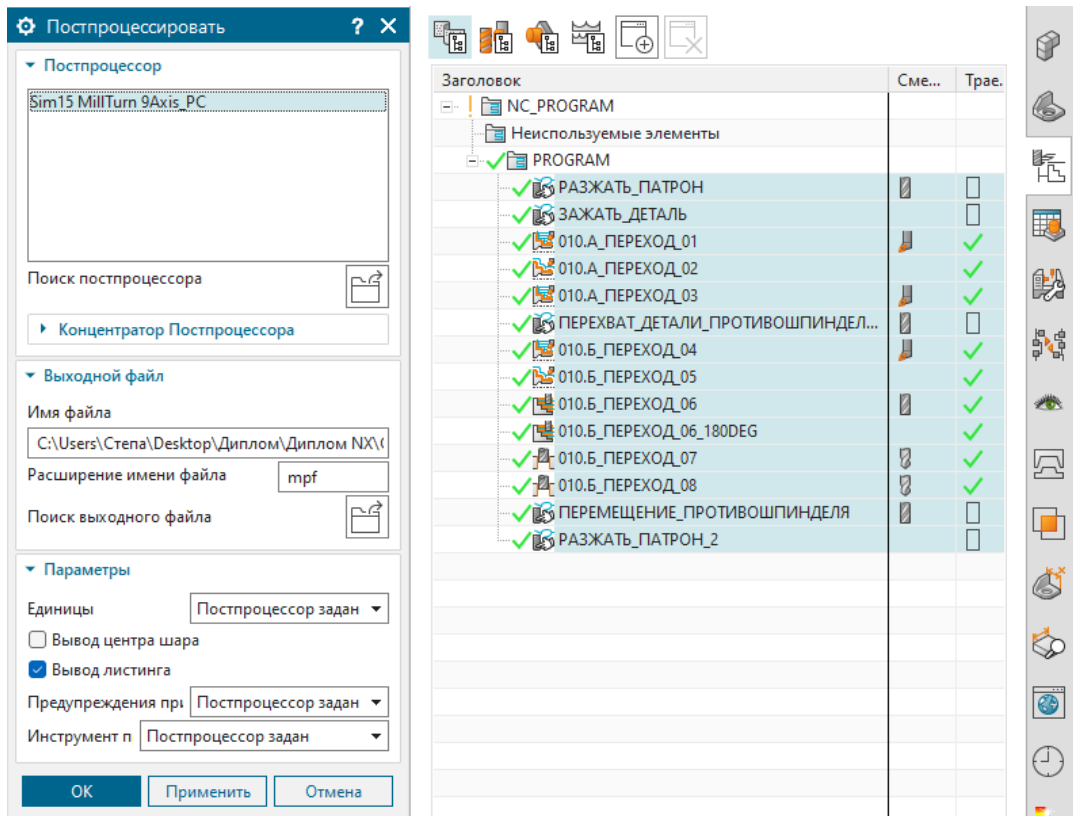 Постпроцессировать ? X
Постпроцессор
Sim15 MillTurn 9Axis_PC
Поиск постпроцессора
Концентратор Постпроцессора
Выходной файл
Имя файла
C:\Users\Степа\Desktop\Диплом\Диплом NX\
Расширение имени файла mpf
Поиск выходного файла
Параметры
Единицы Постпроцессор задан
Вывод центра шара
Вывод листинга
Предупреждения при Постпроцессор задан
Инструмент п Постпроцессор задан
ОК Применить Отмена
Заголовок Сме... Трае.
NC_PROGRAM
Неиспользуемые элементы
PROGRAM
РАЗЖАТЬ_ПАТРОН
ЗАЖАТЬ_ДЕТАЛЬ
010.А_ПЕРЕХОД_01
010.А_ПЕРЕХОД_02
010.А_ПЕРЕХОД_03
ПЕРЕХВАТ_ДЕТАЛИ_ПРОТИВОШПИНДЕЛ...
010.Б_ПЕРЕХОД_04
010.Б_ПЕРЕХОД_05
010.Б_ПЕРЕХОД_06
010.Б_ПЕРЕХОД_06_180DEG
010.Б_ПЕРЕХОД_07
010.Б_ПЕРЕХОД_08
ПЕРЕМЕЩЕНИЕ_ПРОТИВОШПИНДЕЛЯ
РАЗЖАТЬ_ПАТРОН_2